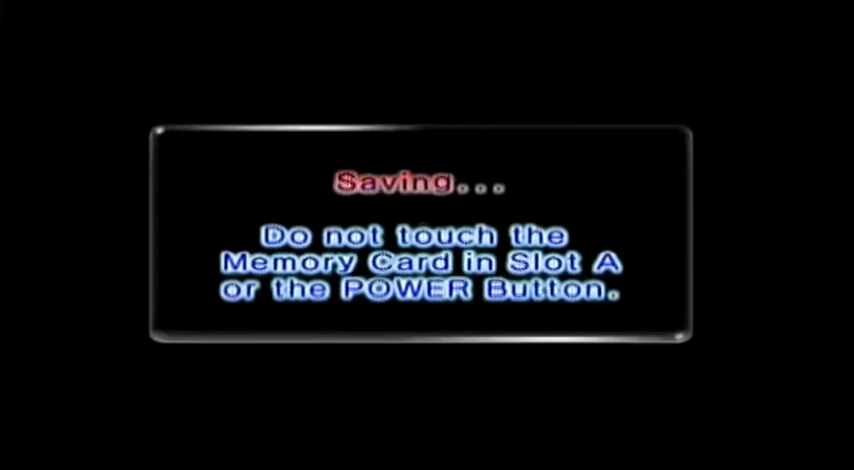 Saving...
Do not touch the
Memory Card in Slot A
or the POWER Button.